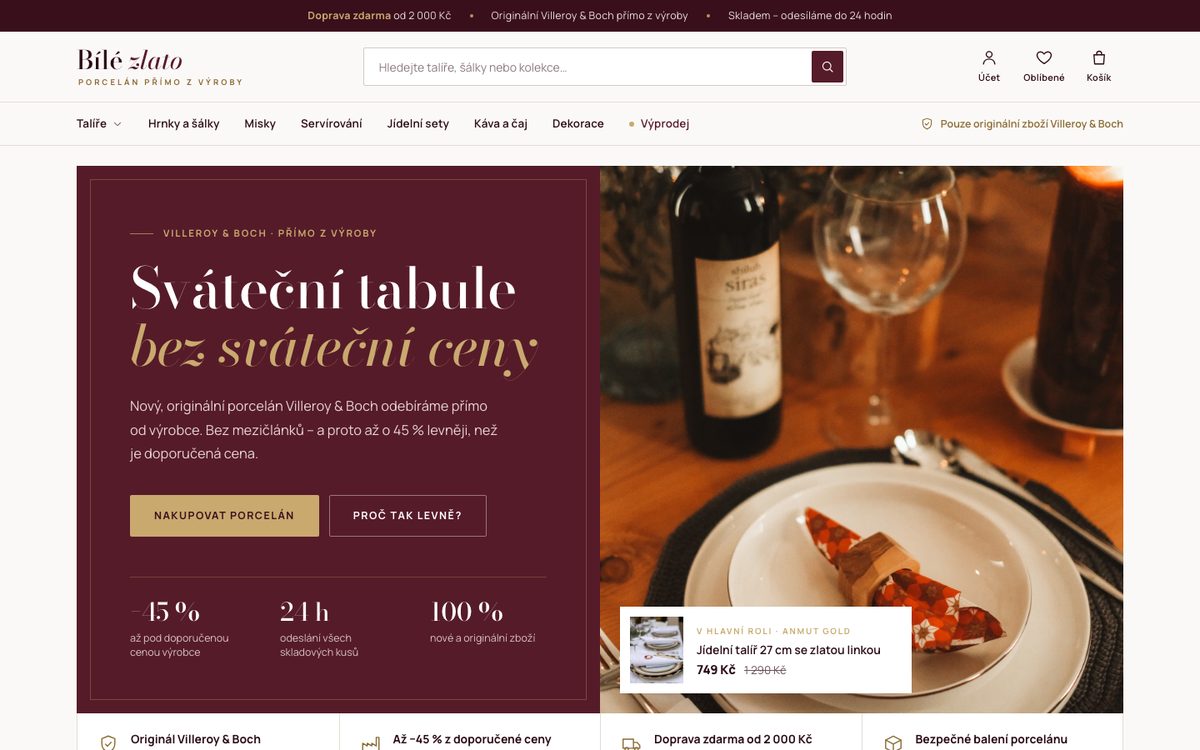 Doprava zdarma od 2 000 Kč • Originální Villeroy & Boch přímo z výroby • Skladem – odesíláme do 24 hodin
Bílé zlato
PORCELÁN PŘÍMO Z VÝROBY
Hledejte talíře, šálky nebo kolekce...
Účet
Oblíbené
Košík
Talíře
Hrnky a šálky
Misky
Servírování
Jídelní sety
Káva a čaj
Dekorace
Výprodej
Pouze originální zboží Villeroy & Boch
VILLEROY & BOCH · PŘÍMO Z VÝROBY
Sváteční tabule
bez sváteční ceny
Nový, originální porcelán Villeroy & Boch odebíráme přímo
od výrobce. Bez mezičlánků – a proto až o 45 % levněji, než
je doporučená cena.
NAKUPOVAT PORCELÁN
PROČ TAK LEVNĚ?
−45 %
až pod doporučenou
cenou výrobce
24 h
odeslání všech
skladových kusů
100 %
nové a originální zboží
shiluh
siras
V HLAVNÍ ROLI · ANMUT GOLD
Jídelní talíř 27 cm se zlatou linkou
749 Kč 1 290 Kč
Originál Villeroy & Boch
Až −45 % z doporučené ceny
Doprava zdarma od 2 000 Kč
Bezpečné balení porcelánu